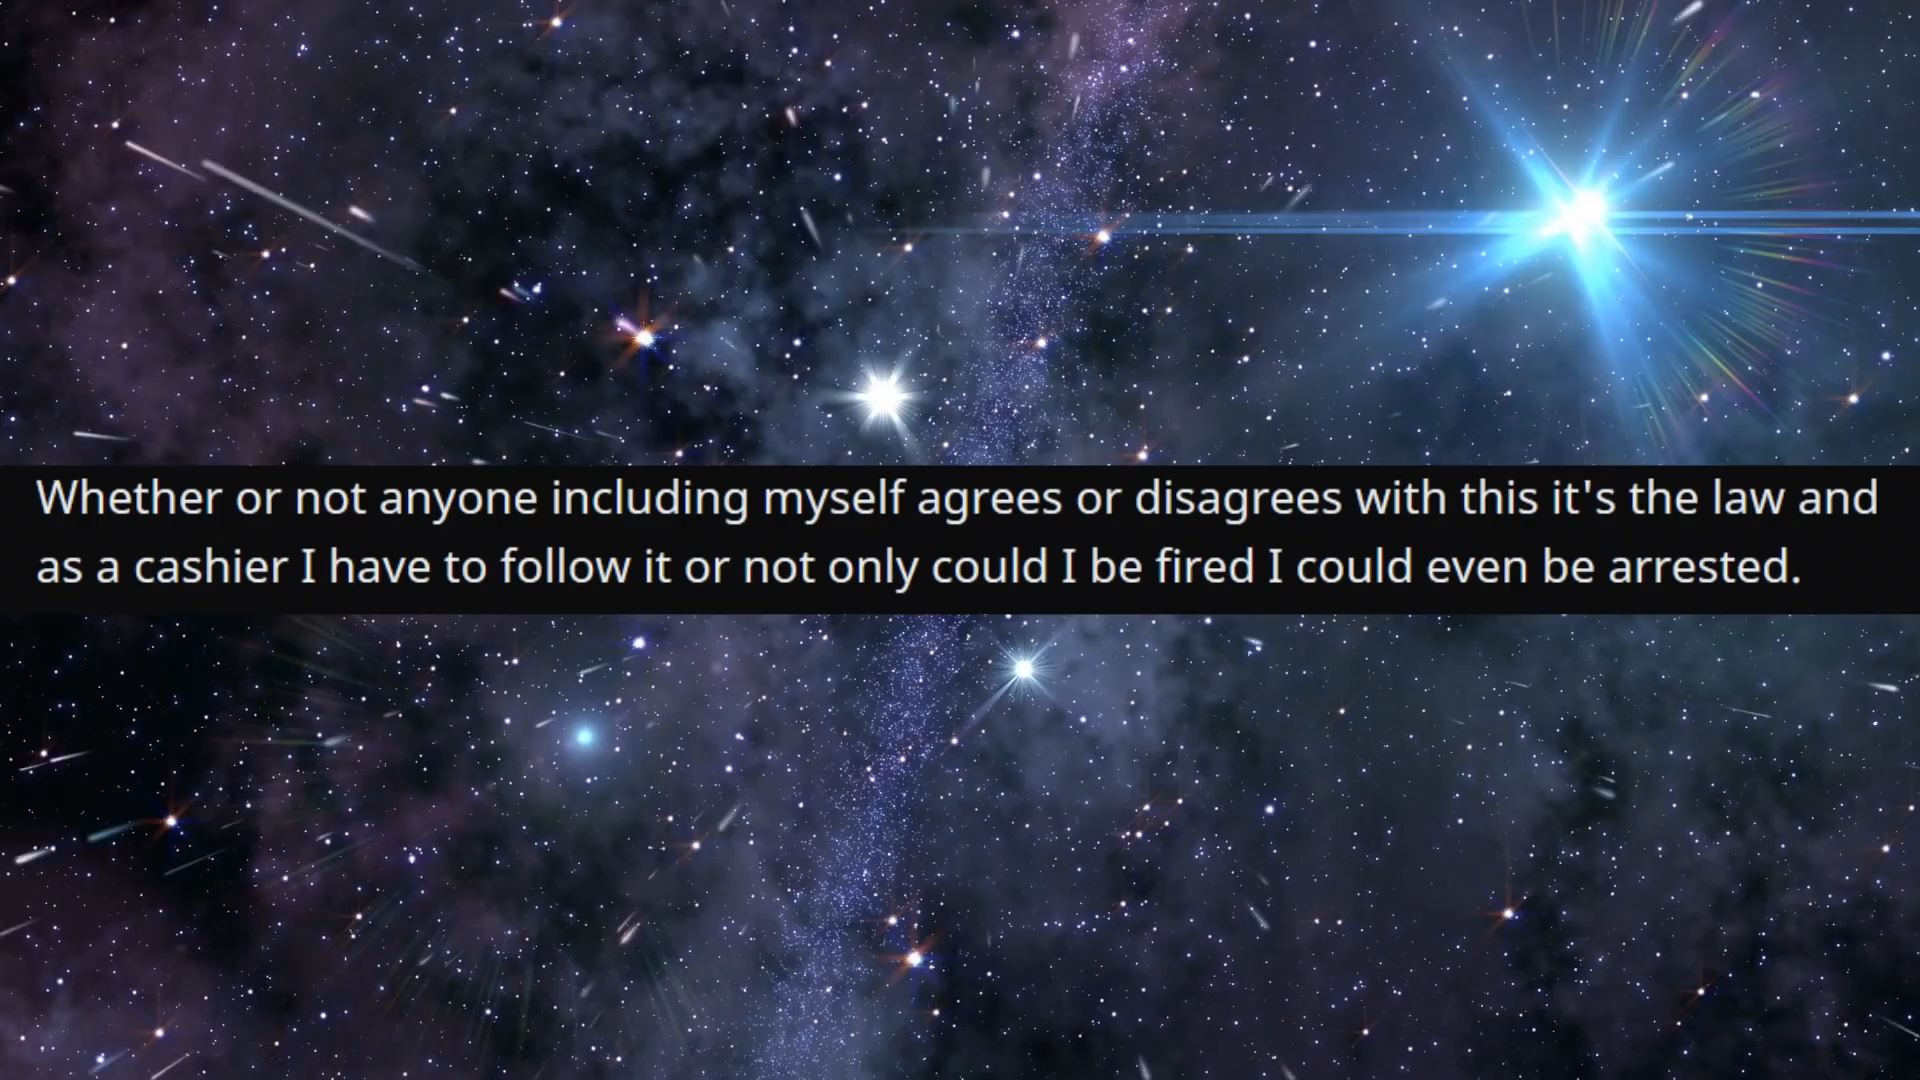 Whether or not anyone including myself agrees or disagrees with this it's the law and
as a cashier I have to follow it or not only could I be fired I could even be arrested.